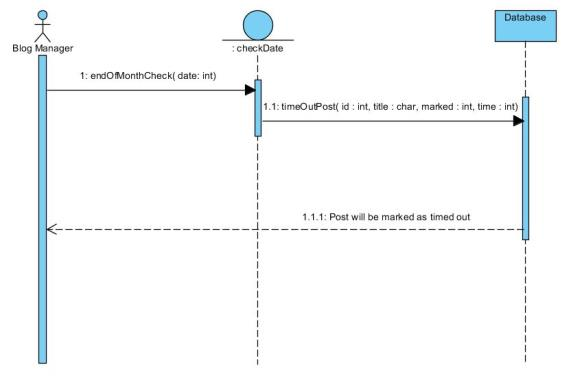 Database
Blog Manager
: checkDate
1: endOfMonthCheck( date: int)
1.1: timeOutPost( id : int, title : char, marked : int, time : int)
1.1.1: Post will be marked as timed out